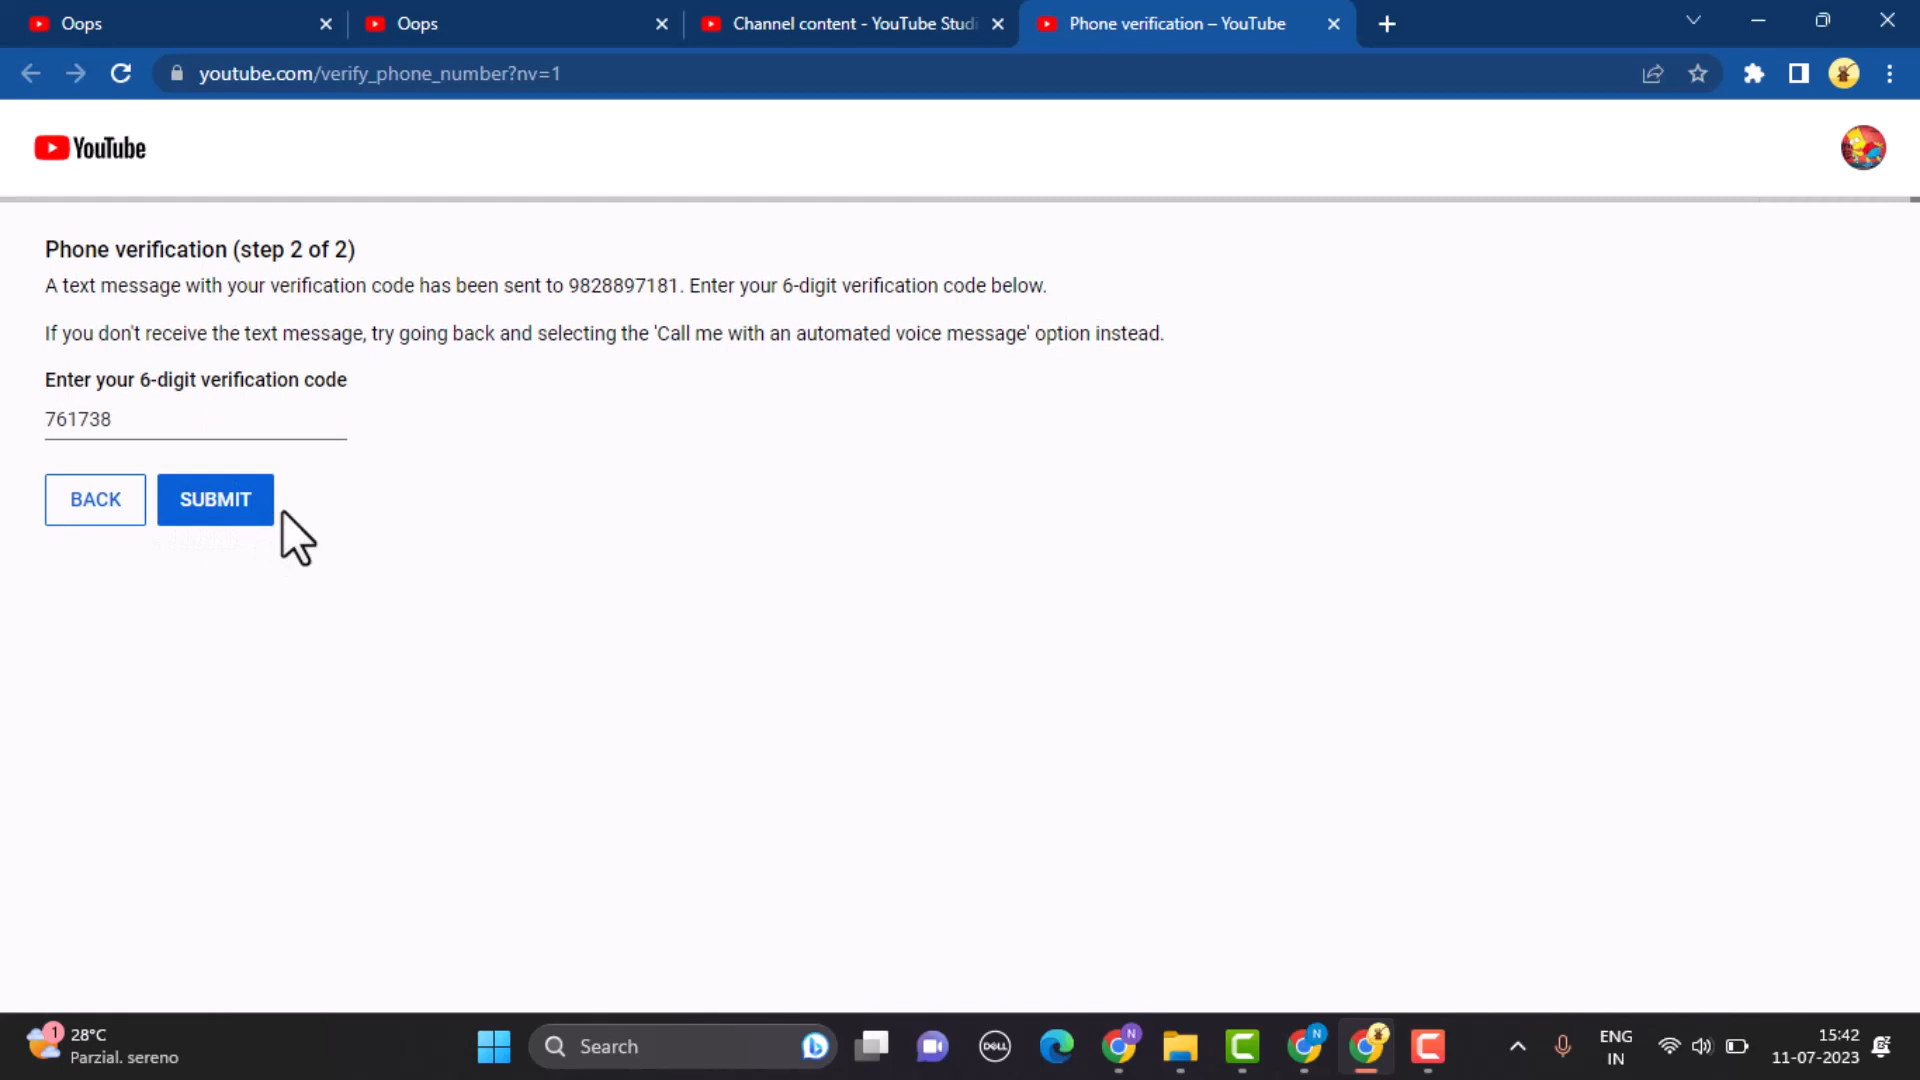 Oops
Oops
Channel content - YouTube Studi
Phone verification – YouTube
youtube.com/verify_phone_number?nv=1
YouTube
Phone verification (step 2 of 2)
A text message with your verification code has been sent to 9828897181. Enter your 6-digit verification code below.
If you don't receive the text message, try going back and selecting the 'Call me with an automated voice message' option instead.
Enter your 6-digit verification code
761738
BACK
SUBMIT
1
28°C
Parzial. sereno
Search
DELL
N
N
ENG
IN
15:42
11-07-2023